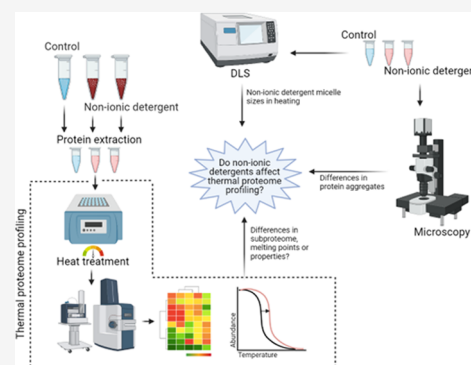 Control
Non-ionic detergent
Protein extraction
Heat treatment
Thermal proteome profiling
DLS
Non-ionic detergent micelle
sizes in heating
Do non-ionic
detergents affect
thermal proteome
profiling?
Differences in
subproteome,
melting points or
properties?
Abundance
Temperature
Control
Non-ionic deterger
Differences in
protein aggregates
Microscopy